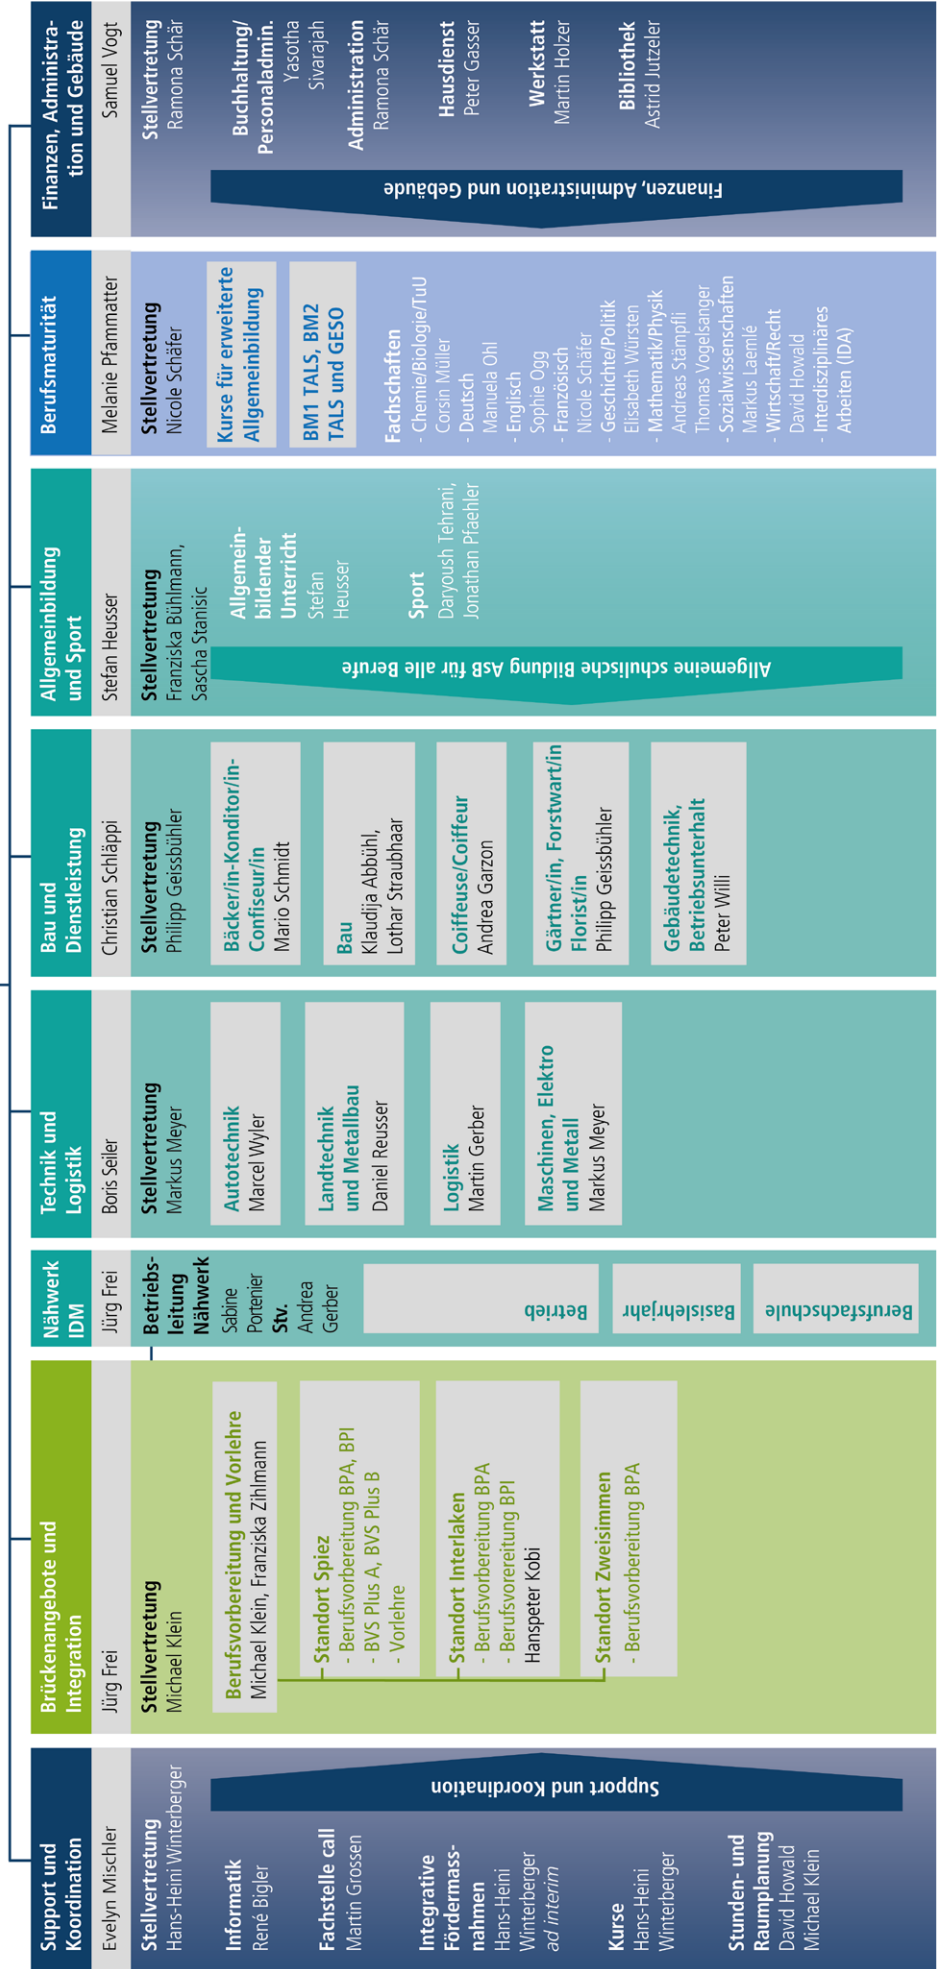 Support und
Koordination
Evelyn Mischler
Stellvertretung
Hans-Heini Winterberger
Informatik
René Bigler
Fachstelle call
Martin Grossen
Integrative
Fördermass-
nahmen
Hans-Heini
Winterberger
ad interim
Kurse
Hans-Heini
Winterberger
Stunden- und
Raumplanung
David Howald
Michael Klein
Support und Koordination
Brückenangebote und
Integration
Jürg Frei
Stellvertretung
Michael Klein
Berufsvorbereitung und Vorlehre
Michael Klein, Franziska Zihlmann
Standort Spiez
- Berufsvorbereitung BPA, BPI
- BVS Plus A, BVS Plus B
- Vorlehre
Standort Interlaken
- Berufsvorbereitung BPA
- Berufsvorereitung BPI
Hanspeter Kobi
Standort Zweisimmen
- Berufsvorbereitung BPA
Nähwerk
IDM
Jürg Frei
Betriebs-
leitung
Nähwerk
Sabine
Portenier
Stv.
Andrea
Gerber
Betrieb
Basislehrjahr
Berufsfachschule
Technik und
Logistik
Boris Seiler
Stellvertretung
Markus Meyer
Autotechnik
Marcel Wyler
Landtechnik
und Metallbau
Daniel Reusser
Logistik
Martin Gerber
Maschinen, Elektro
und Metall
Markus Meyer
Bau und
Dienstleistung
Christian Schläppi
Stellvertretung
Philipp Geissbühler
Bäcker/in-Konditor/in-
Confiseur/in
Mario Schmidt
Bau
Klaudija Abbühl,
Lothar Straubhaar
Coiffeuse/Coiffeur
Andrea Garzon
Gärtner/in, Forstwart/in
Florist/in
Philipp Geissbühler
Gebäudetechnik,
Betriebsunterhalt
Peter Willi
Allgemeinbildung
und Sport
Stefan Heusser
Stellvertretung
Franziska Bühlmann,
Sascha Stanisic
Allgemeine schulische Bildung AsB für alle Berufe
Allgemein-
bildender
Unterricht
Stefan
Heusser
Sport
Daryoush Tehrani,
Jonathan Pfaehler
Berufsmaturität
Melanie Pfammatter
Stellvertretung
Nicole Schäfer
Kurse für erweiterte
Allgemeinbildung
BM1 TALS, BM2
TALS und GESO
Fachschaften
- Chemie/Biologie/TuU
Corsin Müller
- Deutsch
Manuela Ohl
- Englisch
Sophie Ogg
- Französisch
Nicole Schäfer
- Geschichte/Politik
Elisabeth Würsten
- Mathematik/Physik
Andreas Stämpfli
Thomas Vogelsanger
- Sozialwissenschaften
Markus Laemlé
- Wirtschaft/Recht
David Howald
- Interdisziplinäres
Arbeiten (IDA)
Finanzen, Administra-
tion und Gebäude
Samuel Vogt
Stellvertretung
Ramona Schär
Finanzen, Administration und Gebäude
Buchhaltung/
Personaladmin.
Yasotha
Sivarajah
Administration
Ramona Schär
Hausdienst
Peter Gasser
Werkstatt
Martin Holzer
Bibliothek
Astrid Jutzeler